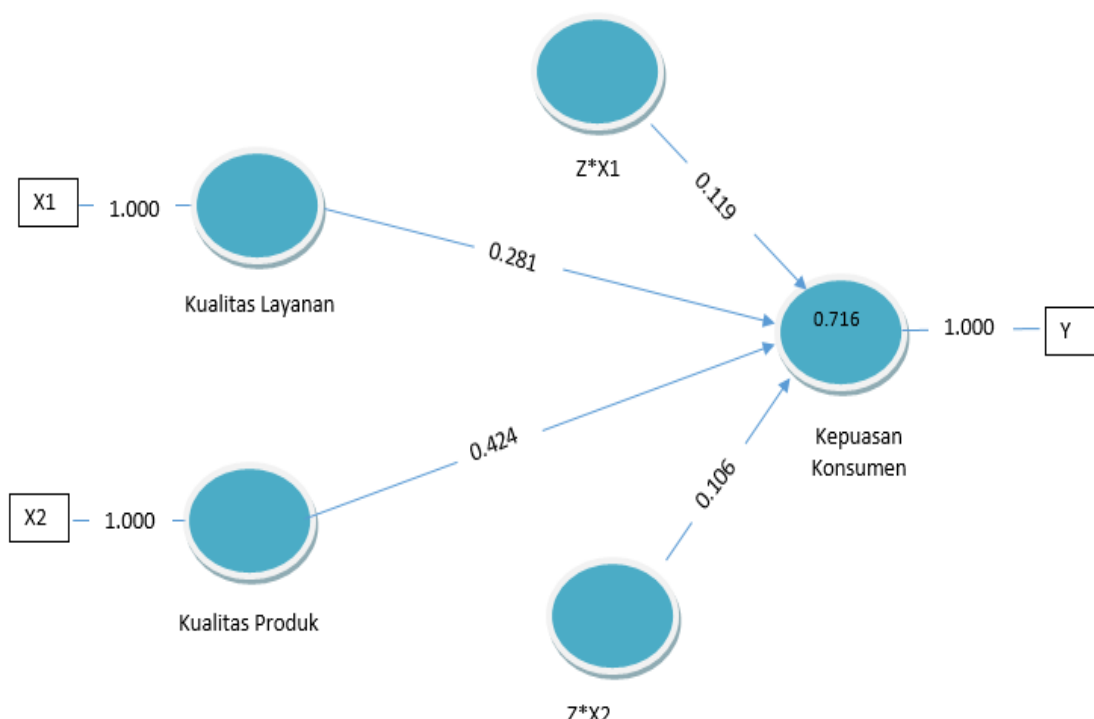 Z*X1
X1
1.000
0.119
0.281
Kualitas Layanan
0.716
1.000
Y
0.424
Kepuasan
Konsumen
0.106
X2
1.000
Kualitas Produk
Z*X2